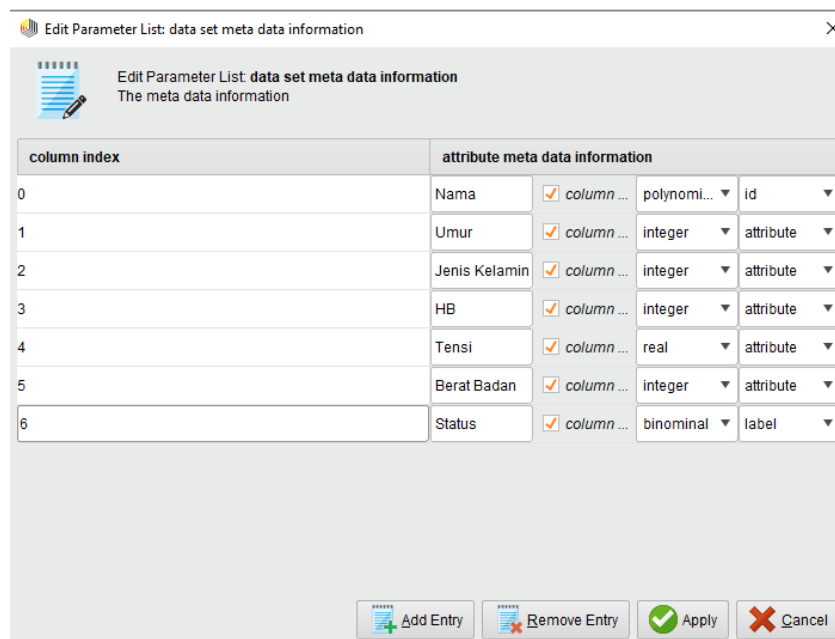 Edit Parameter List: data set meta data information
Edit Parameter List: data set meta data information
The meta data information
column index attribute meta data information
0 Nama column ... polynomi... id
1 Umur column ... integer attribute
2 Jenis Kelamin column ... integer attribute
3 HB column ... integer attribute
4 Tensi column ... real attribute
5 Berat Badan column ... integer attribute
6 Status column ... binominal label
Add Entry Remove Entry Apply Cancel